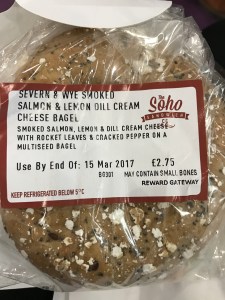 SEVERN & WYE SMOKED
SALMON & LEMON DILL CREAM
CHEESE BAGEL
The
Soho
SANDWICH
CO
SMOKED SALMON, LEMON & DILL CREAM CHEESE
WITH ROCKET LEAVES & CRACKED PEPPER ON A
MULTISEED BAGEL
Use By End Of: 15 Mar 2017 £2.75
B0301 MAY CONTAIN SMALL BONES
REWARD GATEWAY
KEEP REFRIGERATED BELOW 5°C